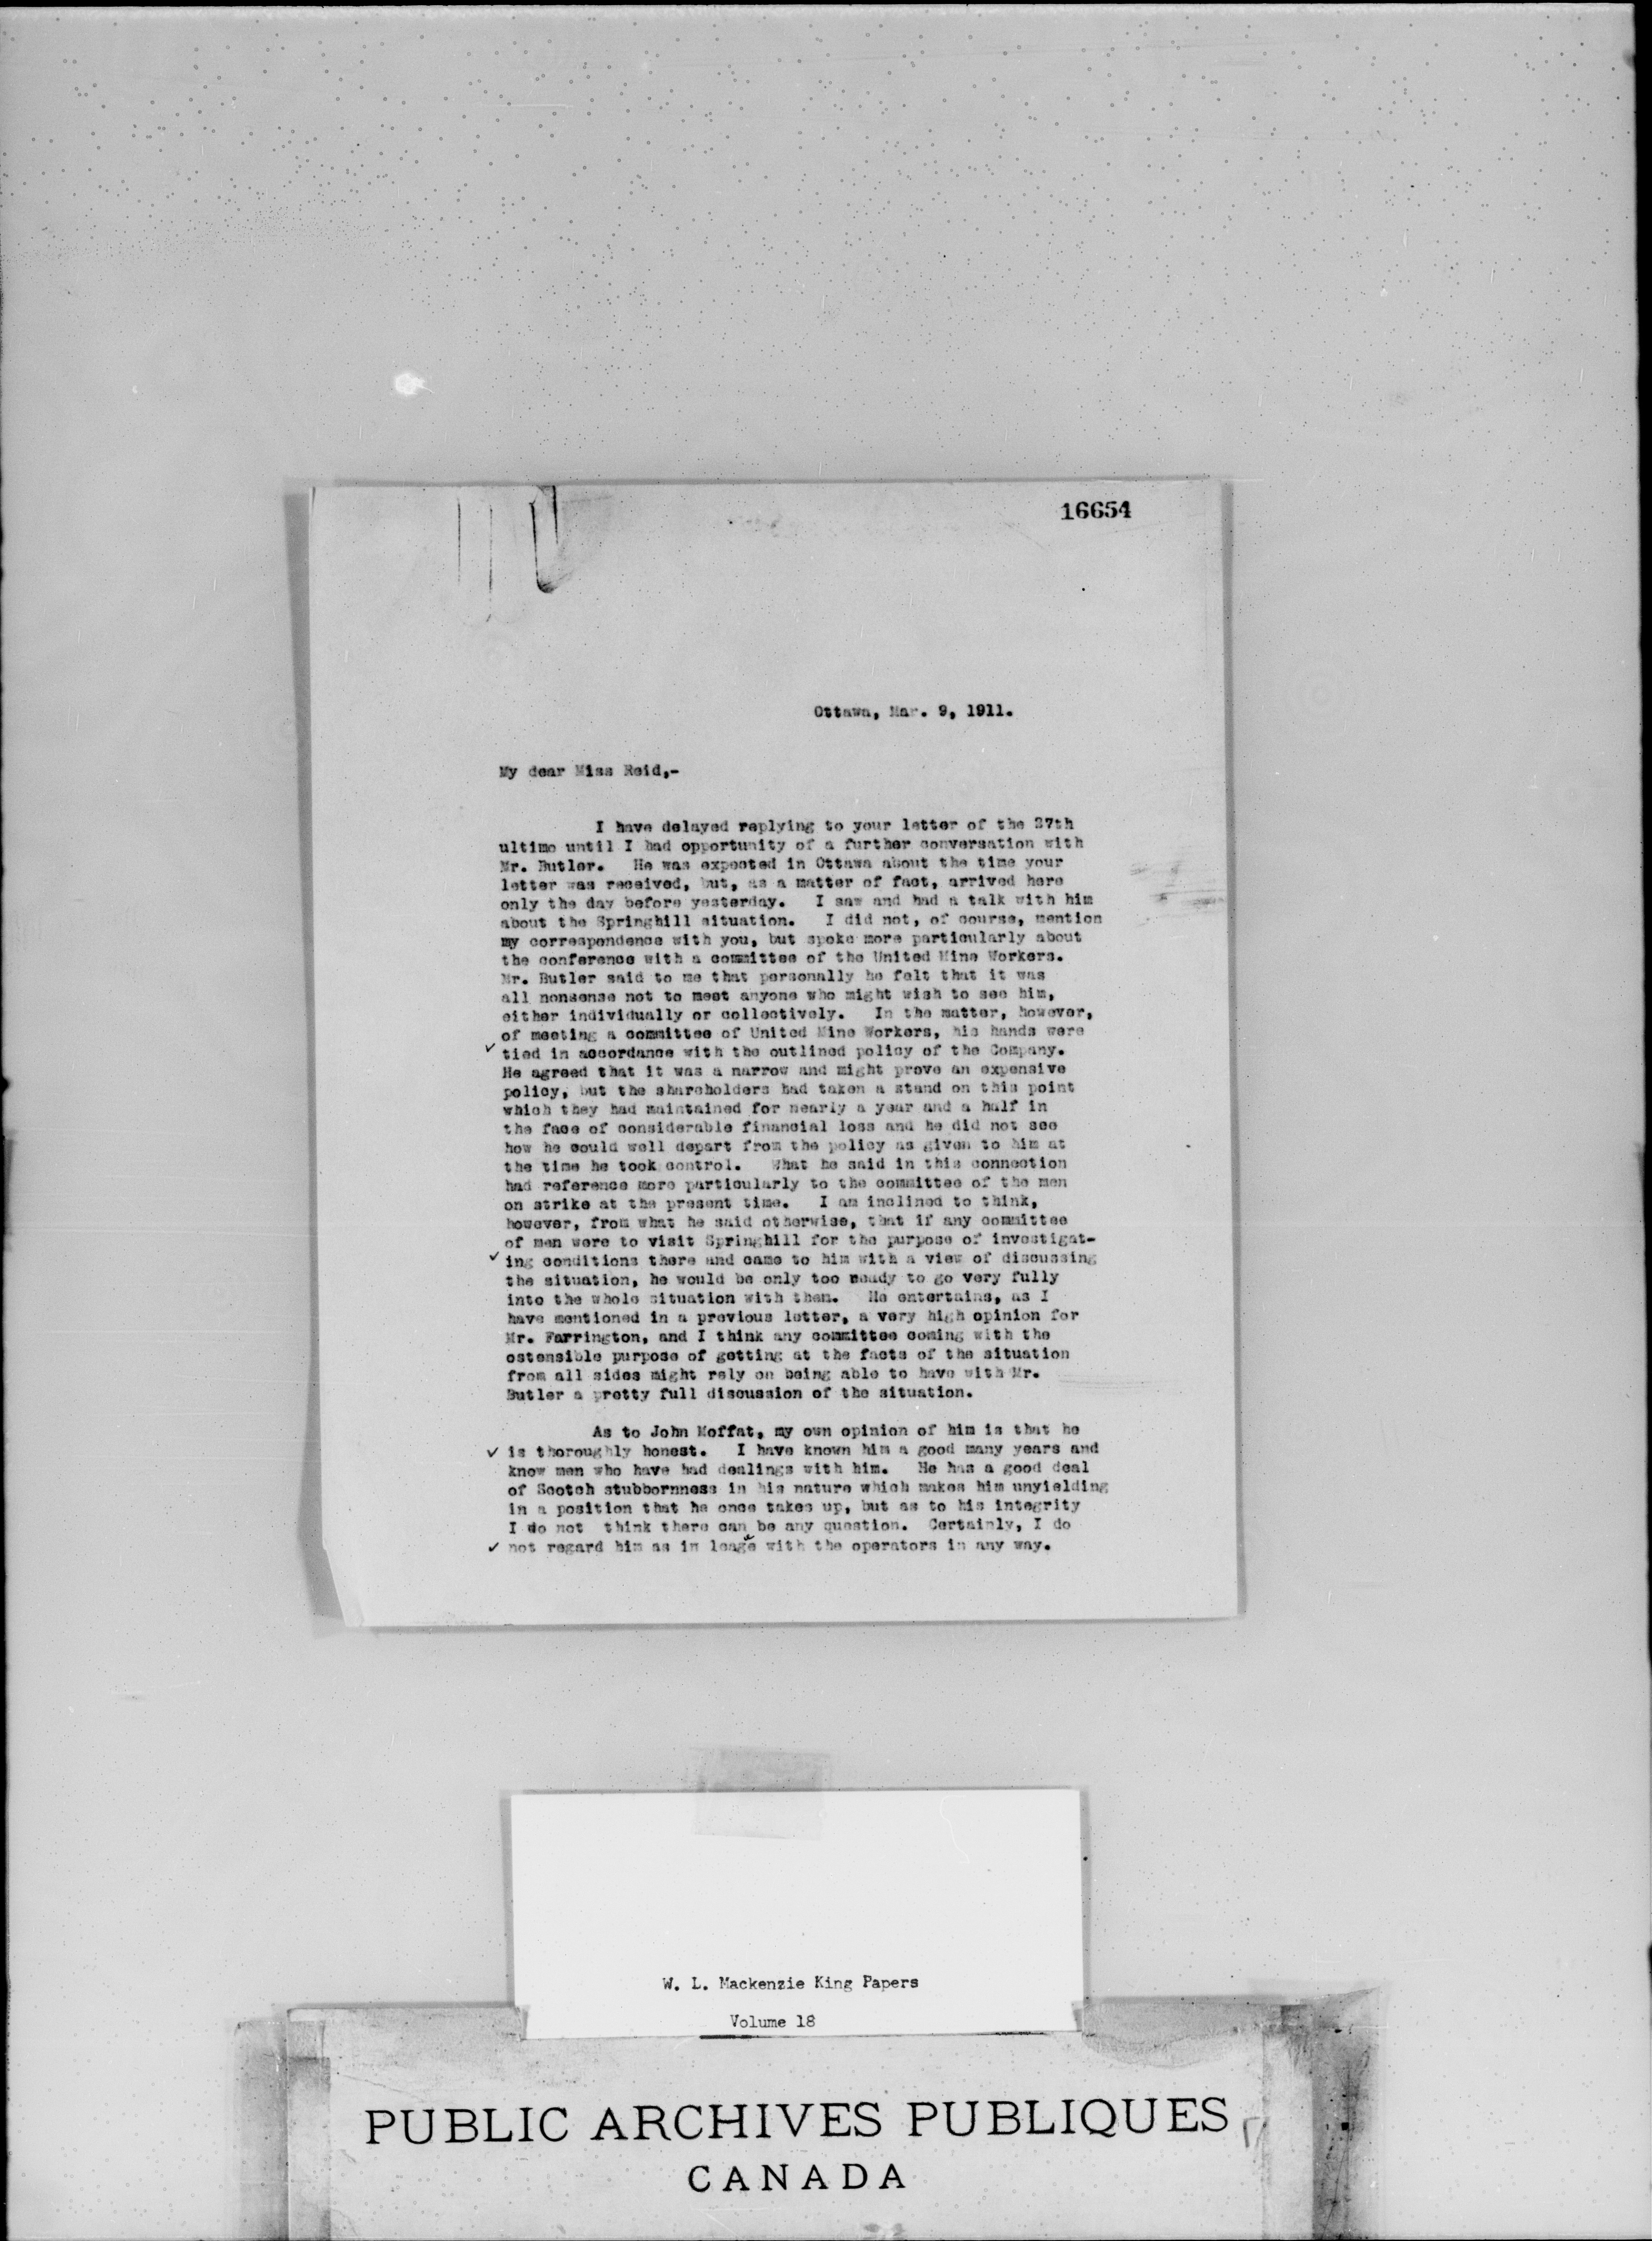 16654
Ottawa, Mar. 9, 1911.
My dear Miss Reid,-
I have delayed replying to your letter of the 27th
ultimo until I had opportunity of a further conversation with
Mr. Butler. He was expected in Ottawa about the time your
letter was received, but, as a matter of fact, arrived here
only the day before yesterday. I saw and had a talk with him
about the Springhill situation. I did not, of course, mention
my correspondence with you, but spoke more particularly about
the conference with a committee of the United Mine Workers.
Mr. Butler said to me that personally he felt that it was
all nonsense not to meet anyone who might wish to see him,
either individually or collectively. In the matter, however,
of meeting a committee of United Mine Workers, his hands were
✓ tied in accordance with the outlined policy of the Company.
He agreed that it was a narrow and might prove an expensive
policy, but the shareholders had taken a stand on this point
which they had maintained for nearly a year and a half in
the face of considerable financial loss and he did not see
how he could well depart from the policy as given to him at
the time he took control. What he said in this connection
had reference more particularly to the committee of the men
on strike at the present time. I am inclined to think,
however, from what he said otherwise, that if any committee
of men were to visit Springhill for the purpose of investigat-
✓ ing conditions there and came to him with a view of discussing
the situation, he would be only too ready to go very fully
into the whole situation with them. He entertains, as I
have mentioned in a previous letter, a very high opinion for
Mr. Farrington, and I think any committee coming with the
ostensible purpose of getting at the facts of the situation
from all sides might rely on being able to have with Mr.
Butler a pretty full discussion of the situation.
As to John Moffat, my own opinion of him is that he
✓ is thoroughly honest. I have known him a good many years and
know men who have had dealings with him. He has a good deal
of Scotch stubbornness in his nature which makes him unyielding
in a position that he once takes up, but as to his integrity
I do not think there can be any question. Certainly, I do
✓ not regard him as in league with the operators in any way.
W. L. Mackenzie King Papers
Volume 18
PUBLIC ARCHIVES PUBLIQUES
CANADA